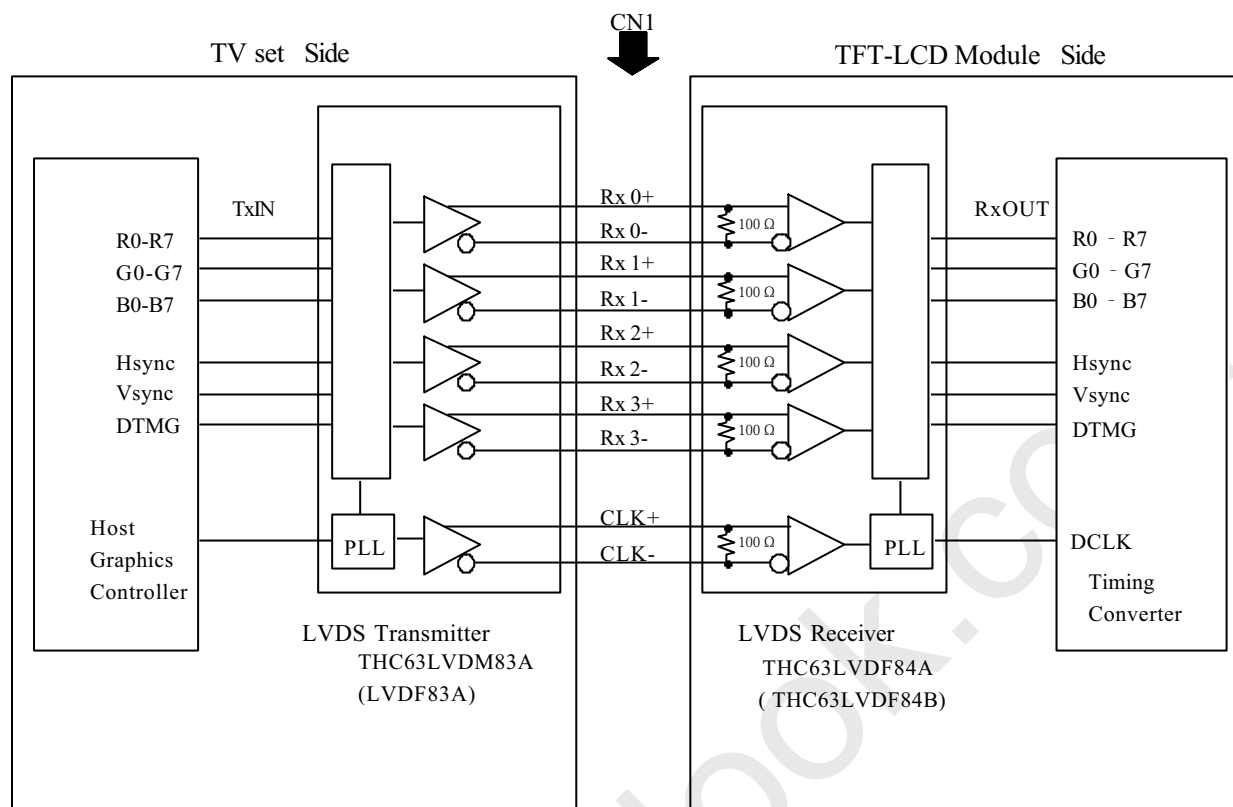 CN1
TV set Side
TFT-LCD Module Side
TxIN
R0-R7
G0-G7
B0-B7
Hsync
Vsync
DTMG
Host
Graphics
Controller
PLL
LVDS Transmitter
THC63LVDM83A
(LVDF83A)
Rx 0+
Rx 0-
Rx 1+
Rx 1-
Rx 2+
Rx 2-
Rx 3+
Rx 3-
CLK+
CLK-
100 Ω
100 Ω
100 Ω
100 Ω
100 Ω
PLL
LVDS Receiver
THC63LVDF84A
( THC63LVDF84B)
RxOUT
R0 - R7
G0 - G7
B0 - B7
Hsync
Vsync
DTMG
DCLK
Timing
Converter